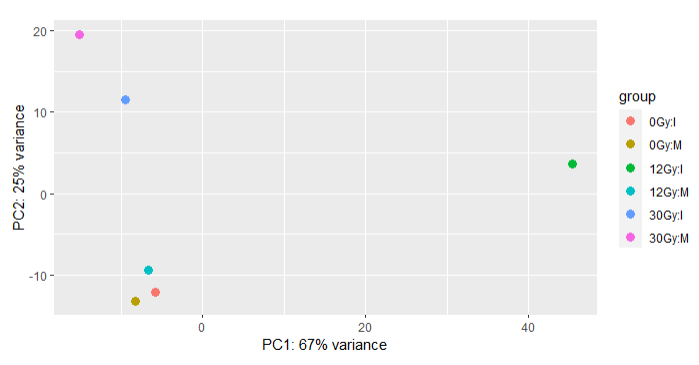 20
10
0
-10
PC2: 25% variance
0
20
40
PC1: 67% variance
group
0Gy:I
0Gy:M
12Gy:I
12Gy:M
30Gy:I
30Gy:M